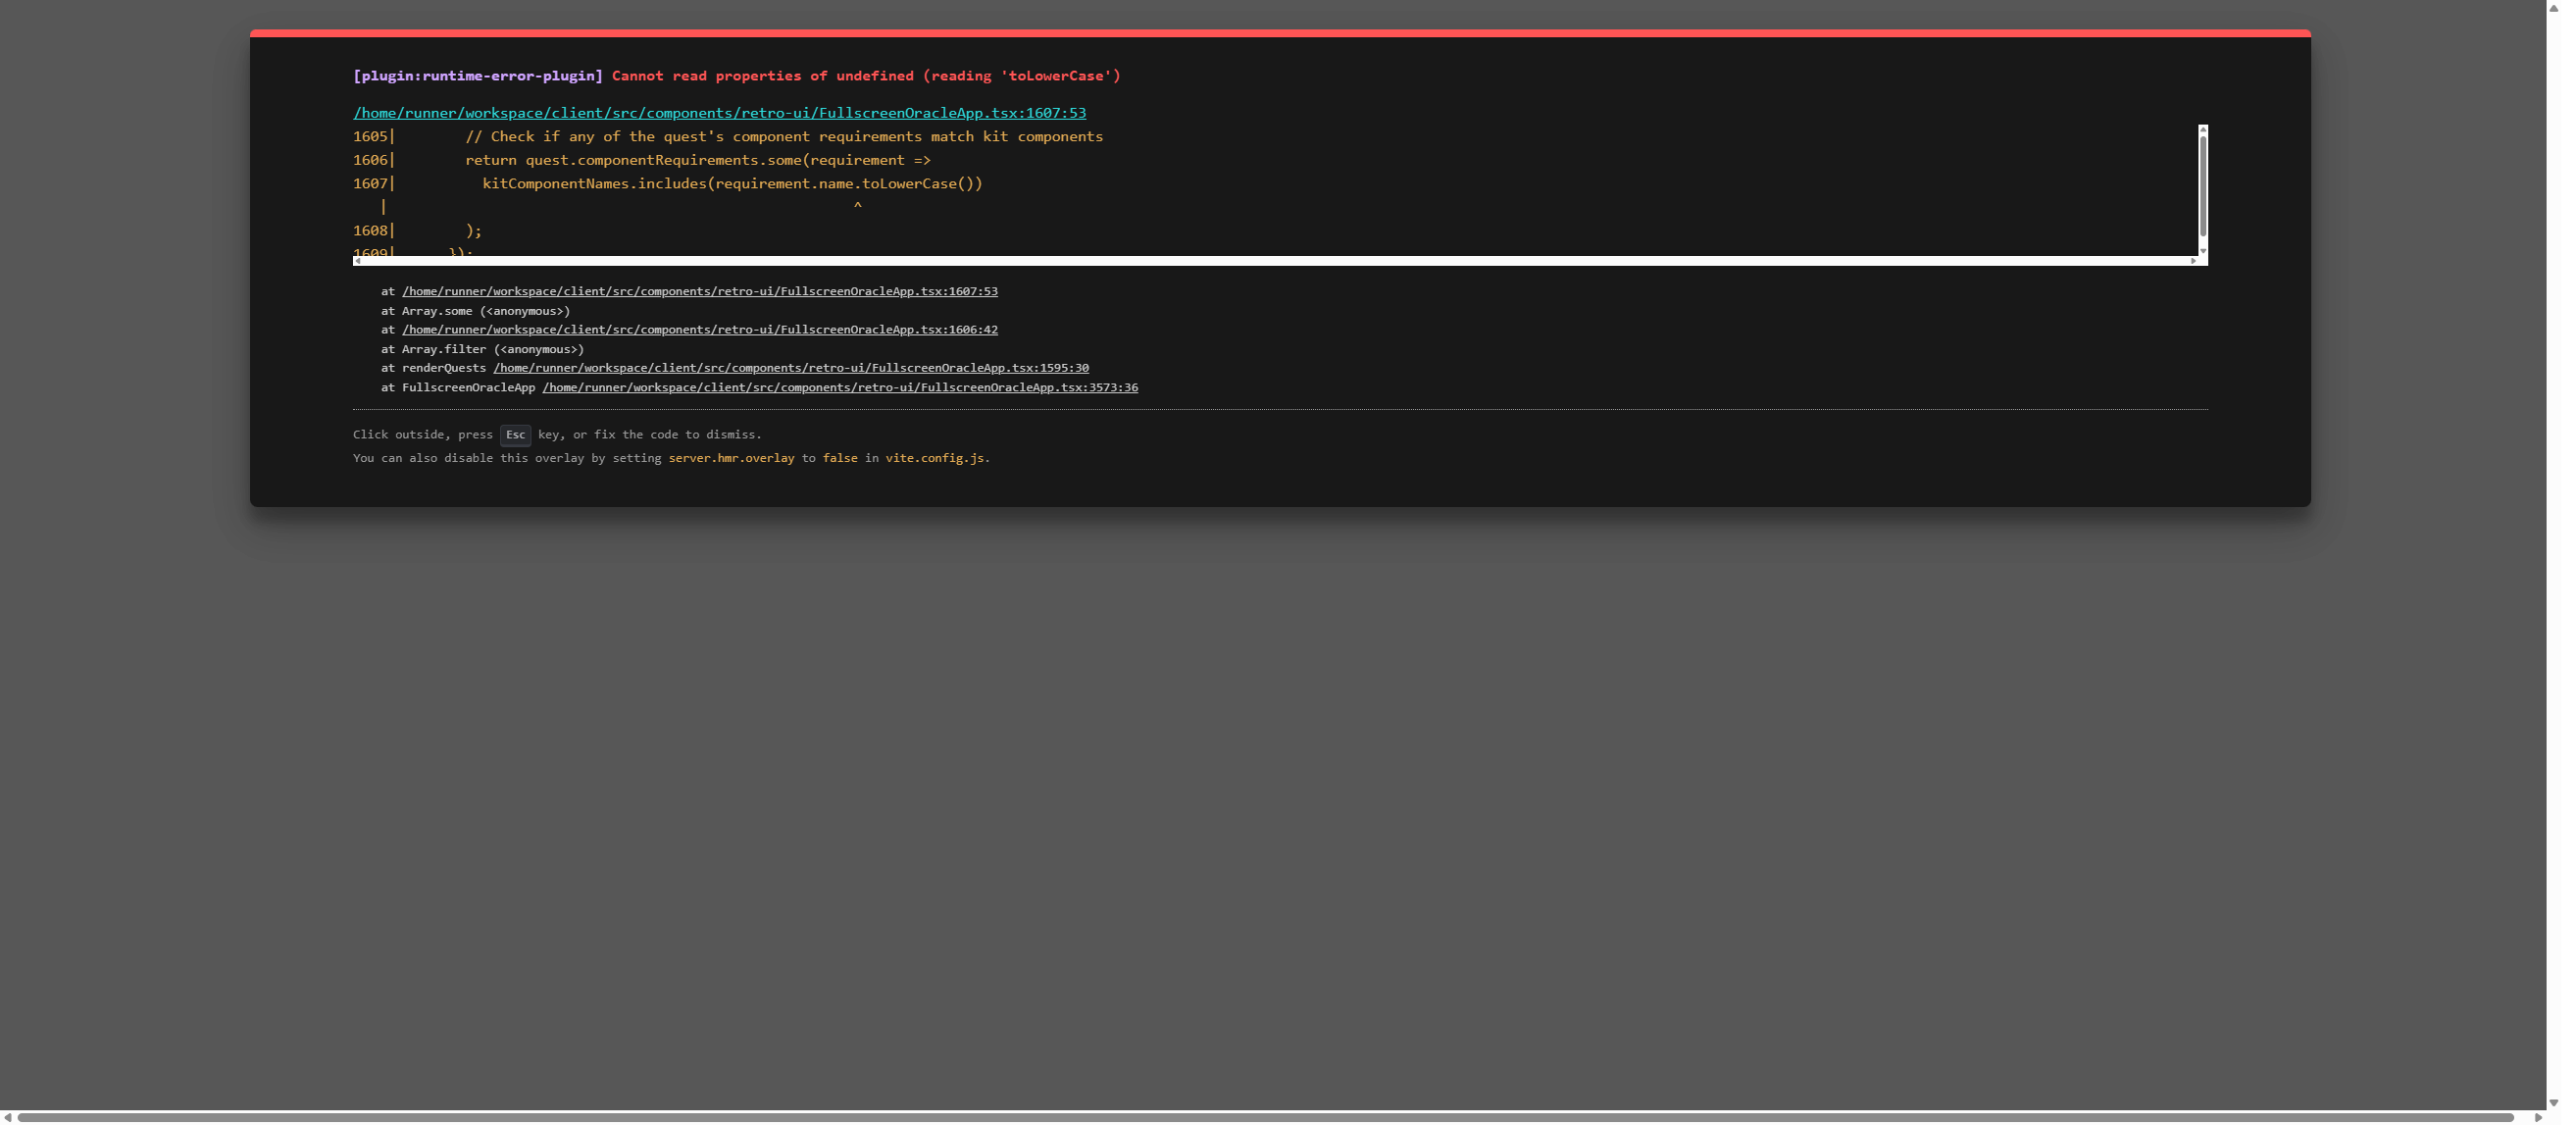 [plugin:runtime-error-plugin] Cannot read properties of undefined (reading 'toLowerCase')
/home/runner/workspace/client/src/components/retro-ui/FullscreenOracleApp.tsx:1607:53
1605|        // Check if any of the quest's component requirements match kit components
1606|        return quest.componentRequirements.some(requirement =>
1607|          kitComponentNames.includes(requirement.name.toLowerCase())
    |                                                     ^
1608|        );
1609|      });
at /home/runner/workspace/client/src/components/retro-ui/FullscreenOracleApp.tsx:1607:53
at Array.some (<anonymous>)
at /home/runner/workspace/client/src/components/retro-ui/FullscreenOracleApp.tsx:1606:42
at Array.filter (<anonymous>)
at renderQuests /home/runner/workspace/client/src/components/retro-ui/FullscreenOracleApp.tsx:1595:30
at FullscreenOracleApp /home/runner/workspace/client/src/components/retro-ui/FullscreenOracleApp.tsx:3573:36
Click outside, press Esc key, or fix the code to dismiss.
You can also disable this overlay by setting server.hmr.overlay to false in vite.config.js.